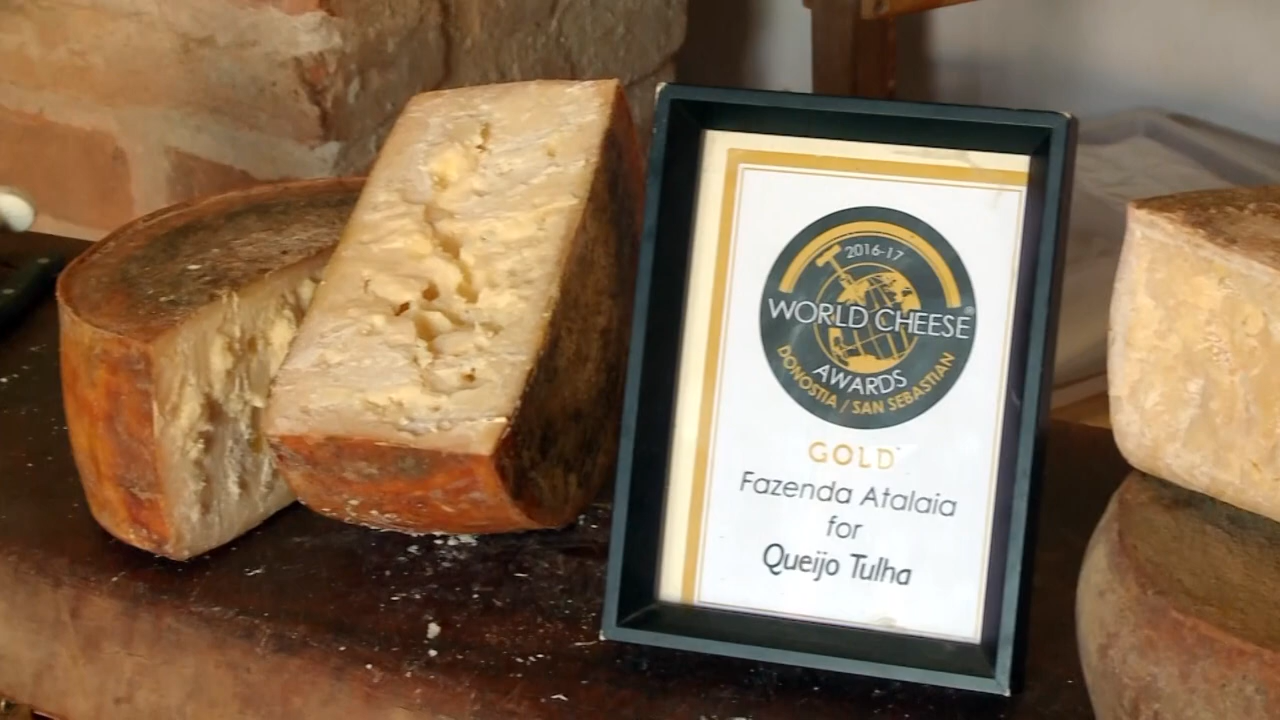 2016-17
WORLD CHEESE®
AWARDS
DONOSTIA / SAN SEBASTIAN
GOLD
Fazenda Atalaia
for
Queijo Tulha